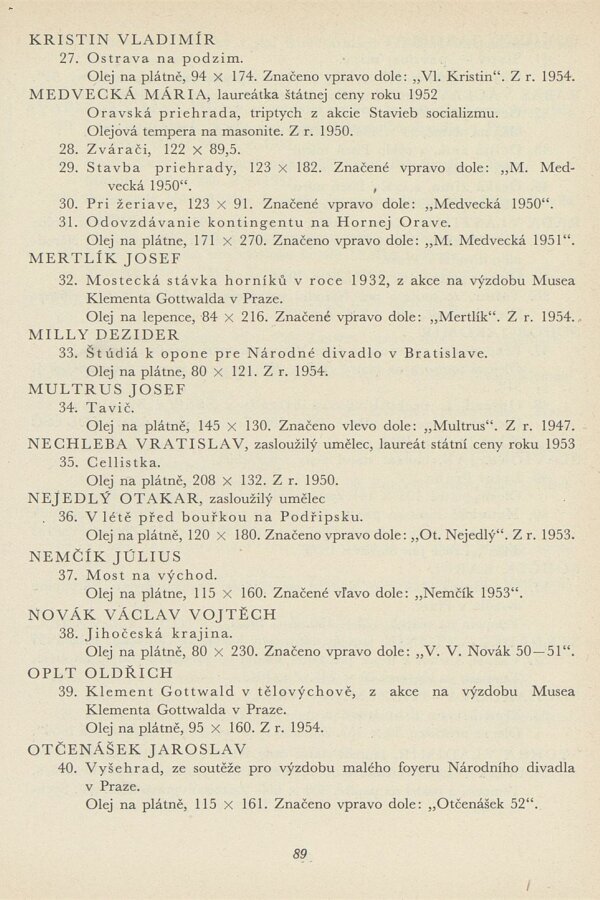 KRISTIN VLADIMÍR
27. Ostrava na podzim.
Olej na plátně, 94 × 174. Značeno vpravo dole: „Vl. Kristin“. Z r. 1954.
MEDVECKÁ MÁRIA, laureátka štátnej ceny roku 1952
Oravská priehrada, triptych z akcie Stavieb socializmu.
Olejová tempera na masonite. Z r. 1950.
28. Zvárači, 122 × 89,5.
29. Stavba priehrady, 123 × 182. Značené vpravo dole: „M. Med-
vecká 1950“.
30. Pri žeriave, 123 × 91. Značené vpravo dole: „Medvecká 1950“.
31. Odovzdávanie kontingentu na Hornej Orave.
Olej na plátne, 171 × 270. Značeno vpravo dole: „M. Medvecká 1951“.
MERTLÍK JOSEF
32. Mostecká stávka horníků v roce 1932, z akce na výzdobu Musea
Klementa Gottwalda v Praze.
Olej na lepence, 84 × 216. Značené vpravo dole: „Mertlík“. Z r. 1954.
MILLY DEZIDER
33. Štúdiá k opone pre Národné divadlo v Bratislave.
Olej na plátne, 80 × 121. Z r. 1954.
MULTRUS JOSEF
34. Tavič.
Olej na plátně, 145 × 130. Značeno vlevo dole: „Multrus“. Z r. 1947.
NECHLEBA VRATISLAV, zasloužilý umělec, laureát státní ceny roku 1953
35. Cellistka.
Olej na plátně, 208 × 132. Z r. 1950.
NEJEDLÝ OTAKAR, zasloužilý umělec
36. V létě před bouřkou na Podřipsku.
Olej na plátně, 120 × 180. Značeno vpravo dole: „Ot. Nejedlý“. Z r. 1953.
NEMČÍK JÚLIUS
37. Most na východ.
Olej na plátne, 115 × 160. Značené vľavo dole: „Nemčík 1953“.
NOVÁK VÁCLAV VOJTĚCH
38. Jihočeská krajina.
Olej na plátně, 80 × 230. Značeno vpravo dole: „V. V. Novák 50—51“.
OPLT OLDŘICH
39. Klement Gottwald v tělovýchově, z akce na výzdobu Musea
Klementa Gottwalda v Praze.
Olej na plátně, 95 × 160. Z r. 1954.
OTČENÁŠEK JAROSLAV
40. Vyšehrad, ze soutěže pro výzdobu malého foyeru Národního divadla
v Praze.
Olej na plátně, 115 × 161. Značeno vpravo dole: „Otčenášek 52“.
89